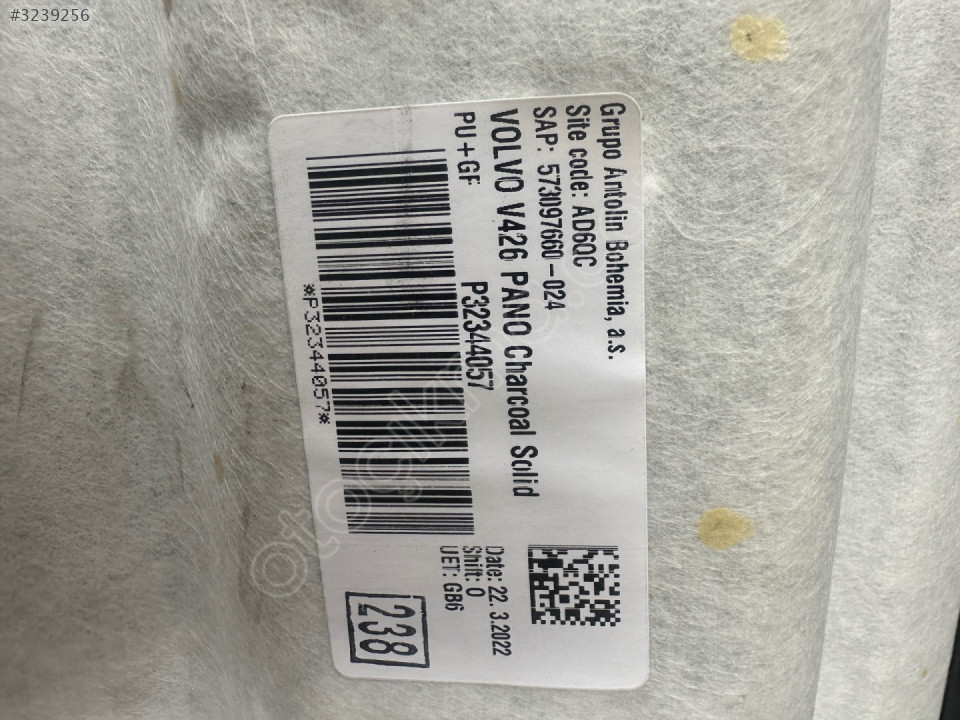 #3239256
Grupo Antolin Bohemia, a.s.
Site code: AD6QC
SAP: 573097660-024
VOLVO V426 PANO Charcoal Solid
PU+GF
P32344057
*P32344057*
Date: 22. 3.2022
Shift: 0
UET: GB6
238